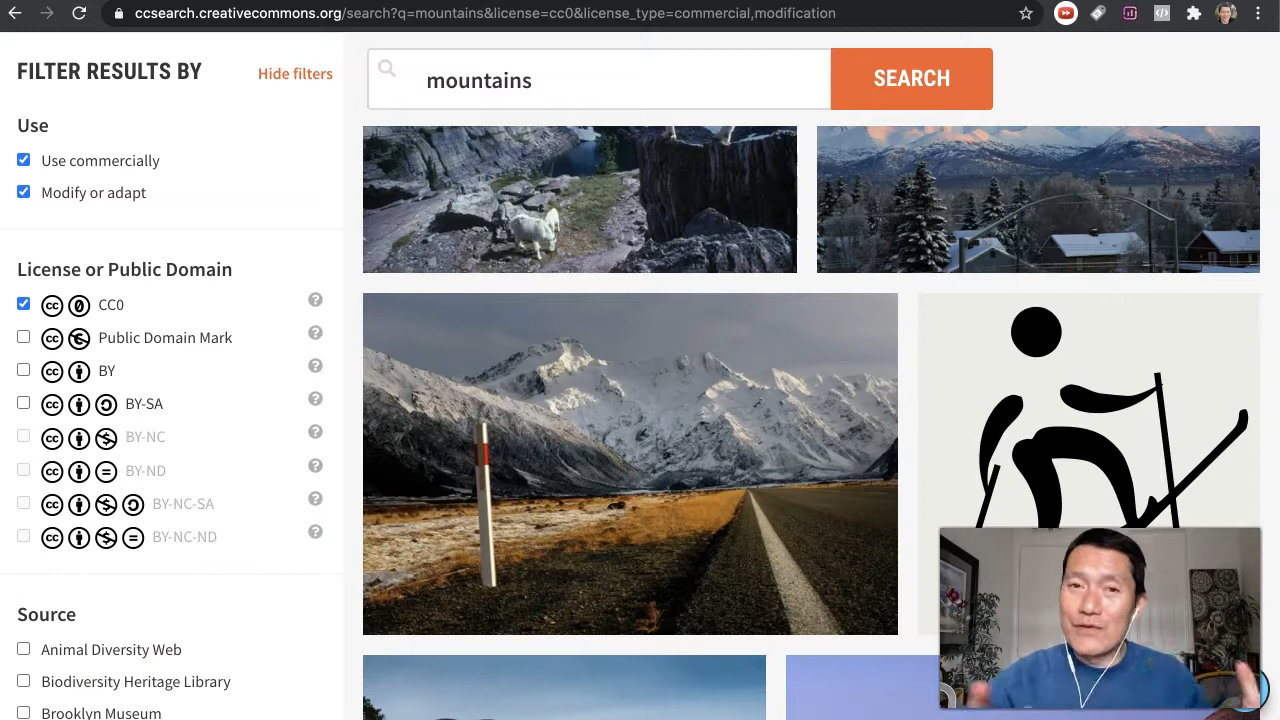 ccsearch.creativecommons.org/search?q=mountains&license=cc0&license_type=commercial,modification
FILTER RESULTS BY
Hide filters
Use
Use commercially
Modify or adapt
License or Public Domain
CC0
Public Domain Mark
BY
BY-SA
BY-NC
BY-ND
BY-NC-SA
BY-NC-ND
Source
Animal Diversity Web
Biodiversity Heritage Library
Brooklyn Museum
mountains
SEARCH